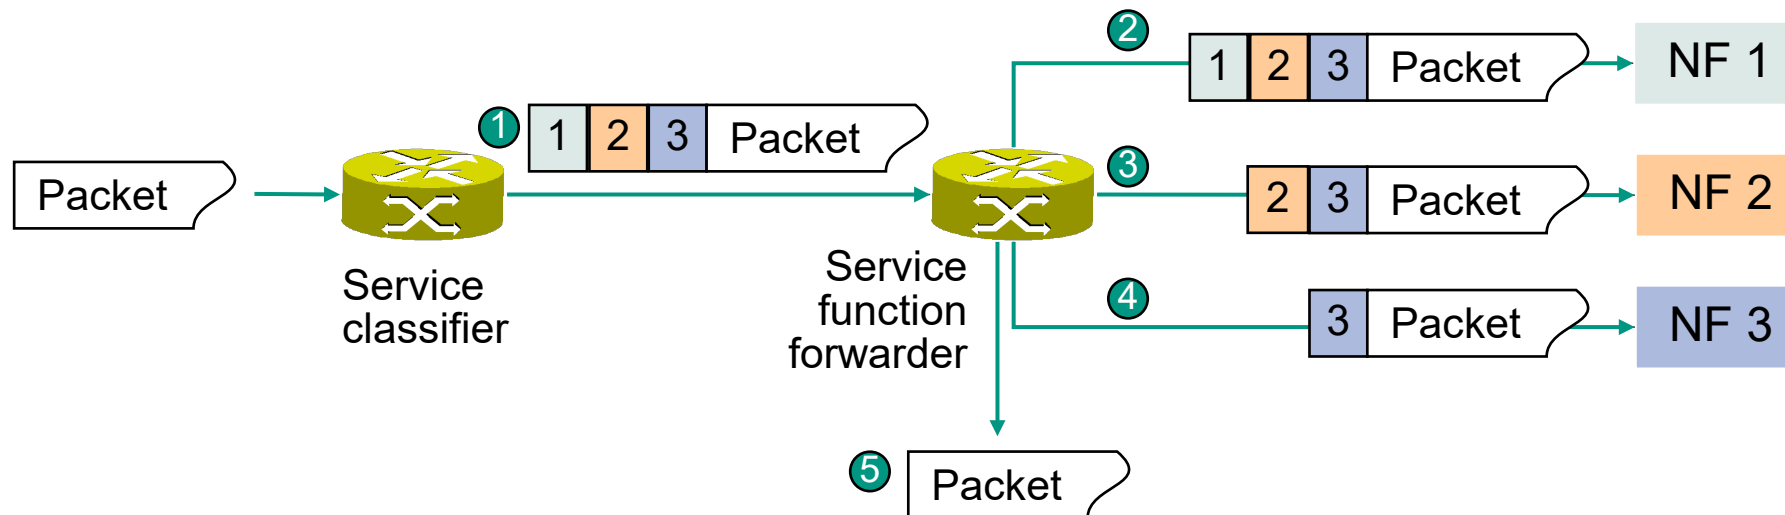 2
1 2 3 Packet
NF 1
1
1 2 3 Packet
Packet
3
2 3 Packet
NF 2
Service
classifier
Service
function
forwarder
4
3 Packet
NF 3
5
Packet